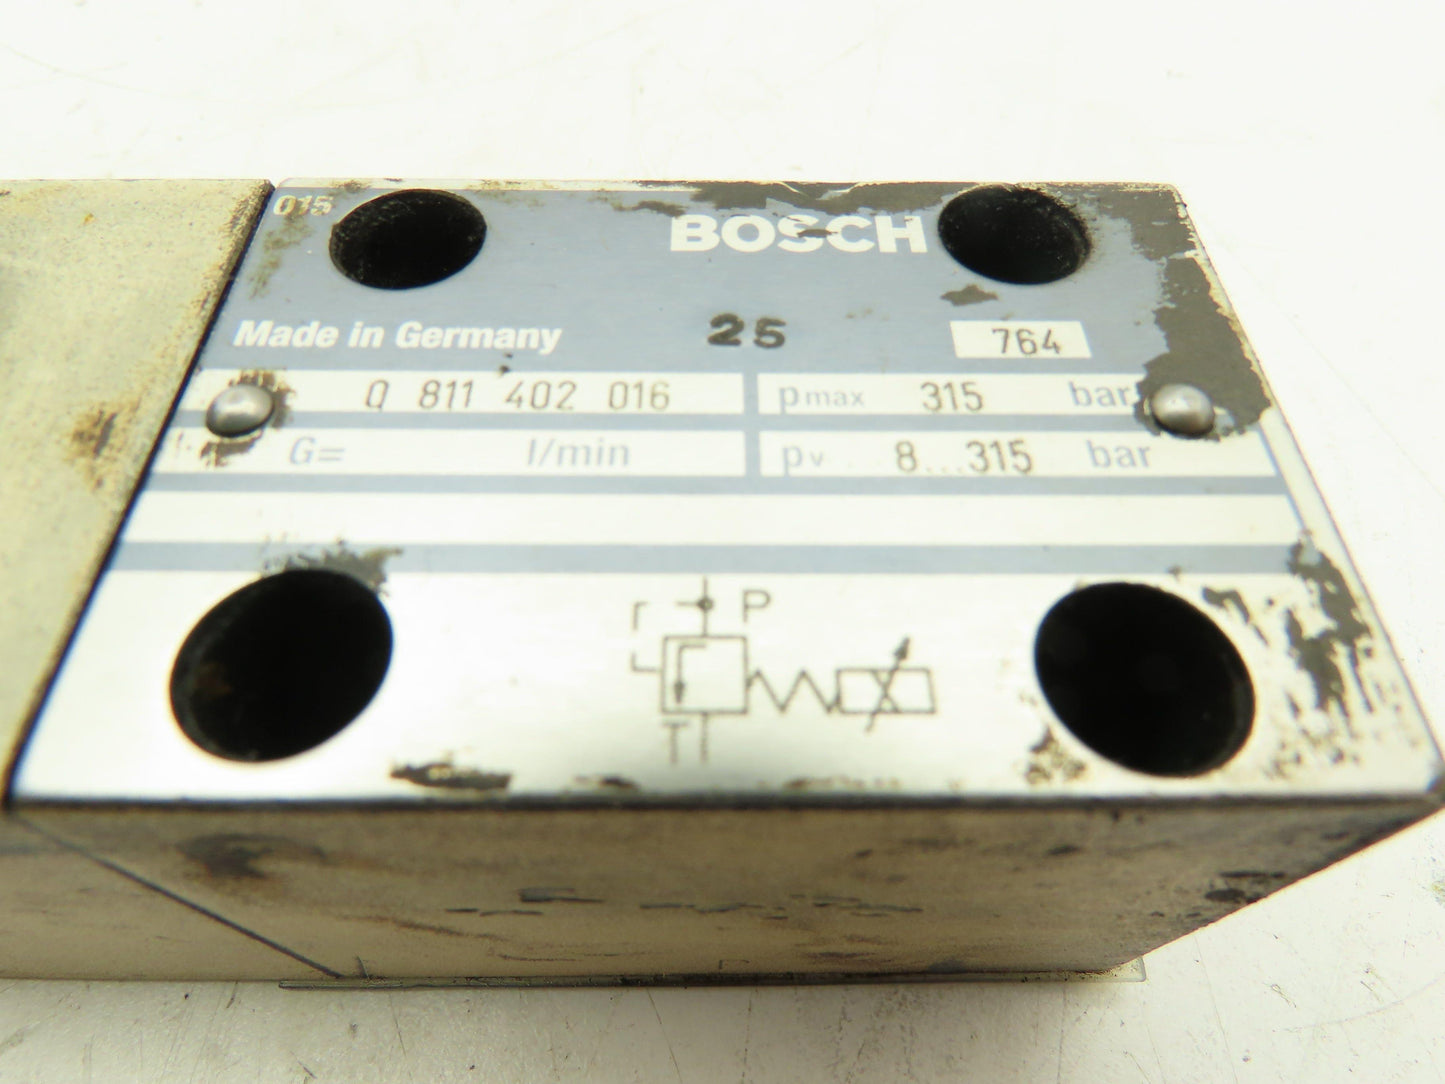 015
BOSCH
Made in Germany 25 764
0 811 402 016 pmax 315 bar
G= l/min pv 8...315 bar
P
T